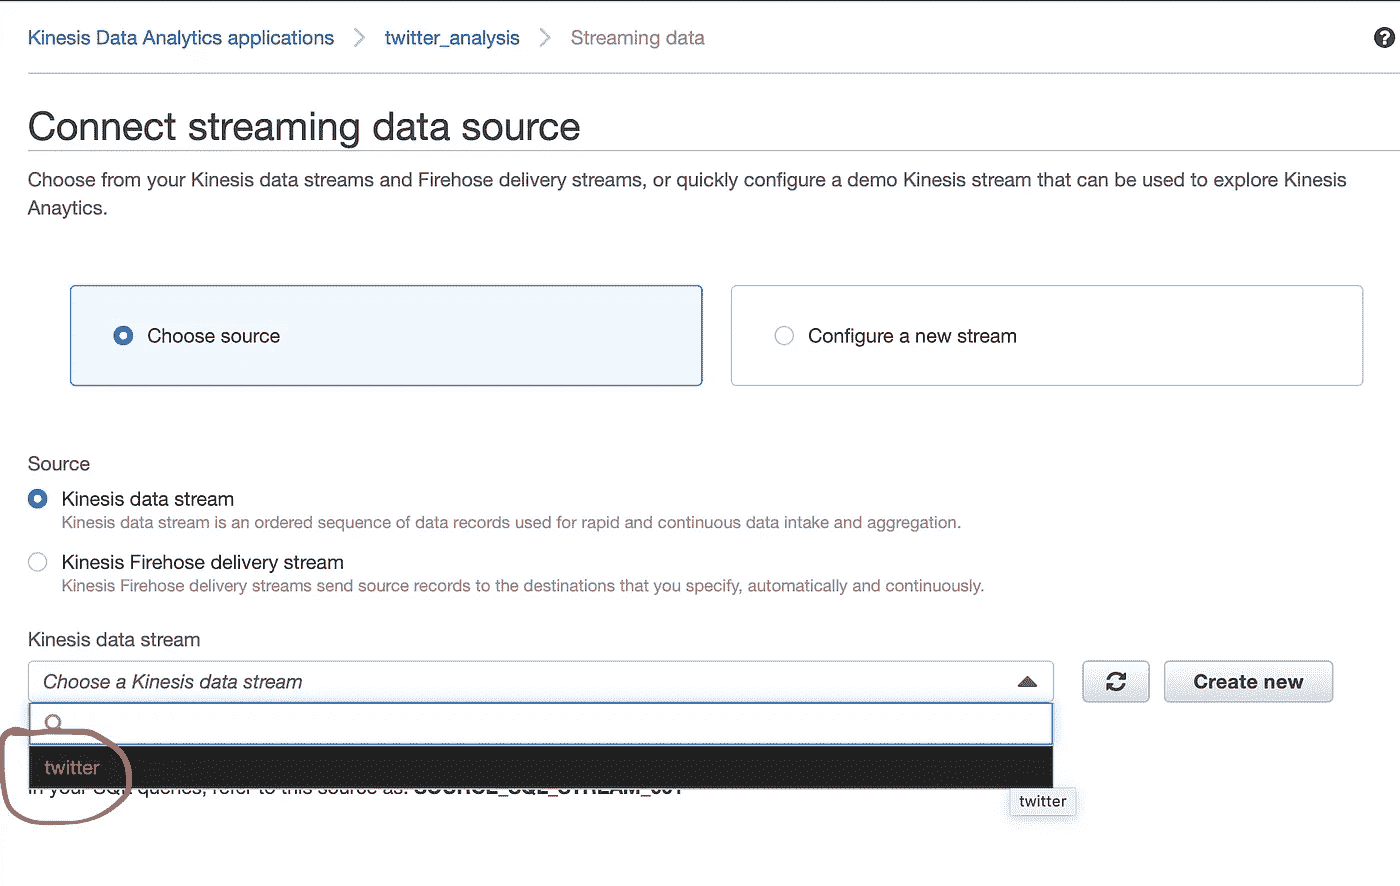 Kinesis Data Analytics applications > twitter_analysis > Streaming data
?
Connect streaming data source
Choose from your Kinesis data streams and Firehose delivery streams, or quickly configure a demo Kinesis stream that can be used to explore Kinesis
Anaytics.
Choose source
Configure a new stream
Source
Kinesis data stream
Kinesis data stream is an ordered sequence of data records used for rapid and continuous data intake and aggregation.
Kinesis Firehose delivery stream
Kinesis Firehose delivery streams send source records to the destinations that you specify, automatically and continuously.
Kinesis data stream
Choose a Kinesis data stream
Create new
twitter
In your SQL queries, refer to this source as: SOURCE_SQL_STREAM_001
twitter